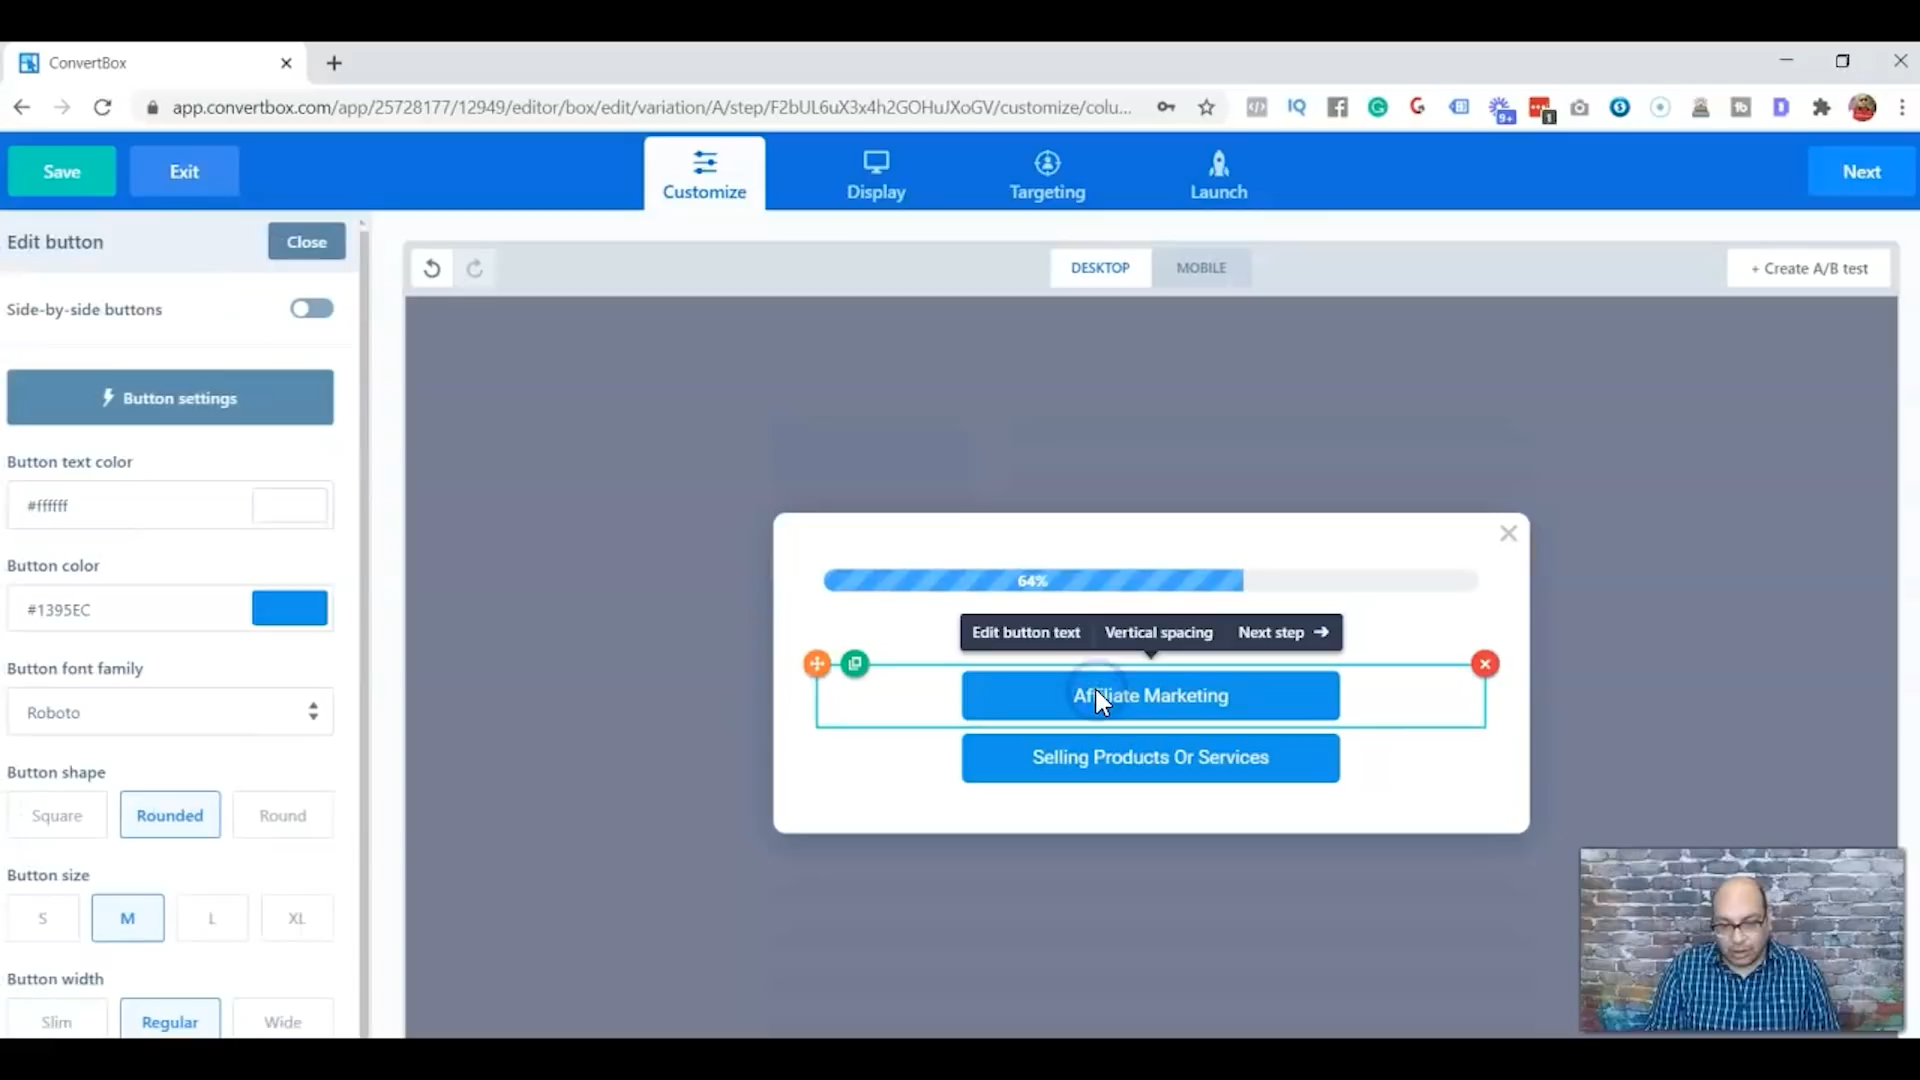 ConvertBox
app.convertbox.com/app/25728177/12949/editor/box/edit/variation/A/step/F2bUL6uX3x4h2GOHuJXoGV/customize/colu...
IQ
9+
1
Save
Exit
Customize
Display
Targeting
Launch
Next
Edit button
Close
DESKTOP
MOBILE
+ Create A/B test
Side-by-side buttons
Button settings
Button text color
#ffffff
Button color
#1395EC
Button font family
Roboto
Button shape
Square
Rounded
Round
Button size
S
M
L
XL
Button width
Slim
Regular
Wide
64%
Edit button text
Vertical spacing
Next step
Affiliate Marketing
Selling Products Or Services